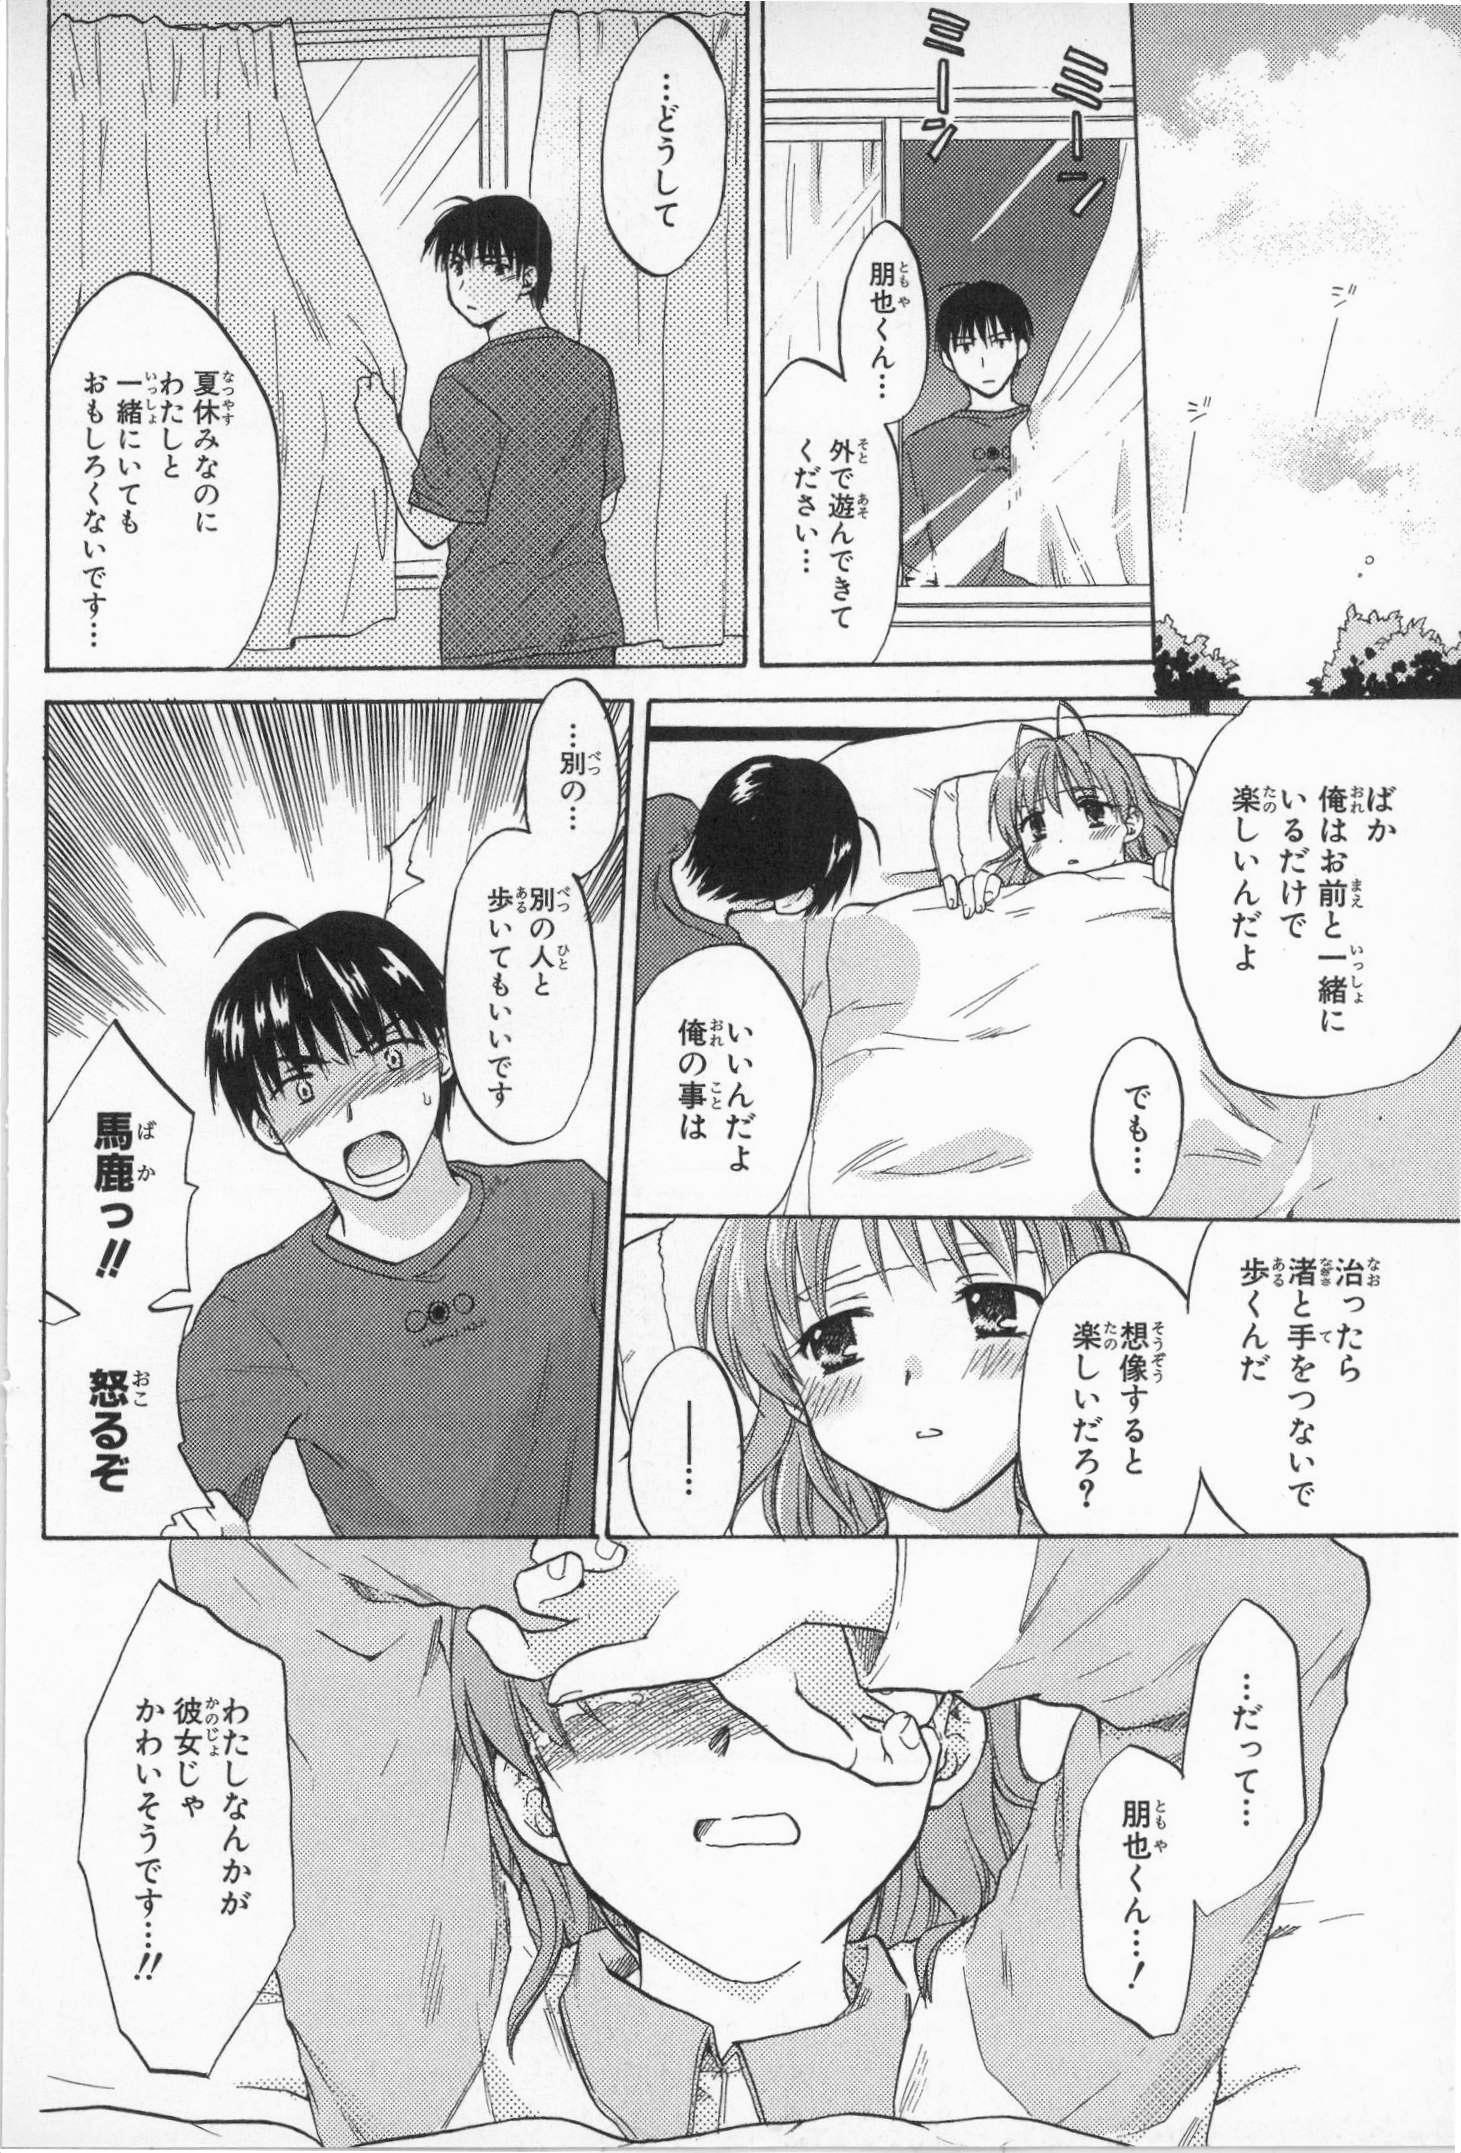 ジ
ジ
ミーン
ミーン
朋也くん…
外で遊んできて
ください…
…どうして
夏休みなのに
わたしと
一緒にいても
おもしろくないです…
ばか
俺はお前と一緒に
いるだけで
楽しいんだよ
でも…
いいんだよ
俺の事は
治ったら
渚と手をつないで
歩くんだ
想像すると
楽しいだろ?
――…
…別の…
別の人と
歩いてもいいです
馬鹿っ!!
怒るぞ
…だって…
朋也くん…!
わたしなんかが
彼女じゃ
かわいそうです…!!